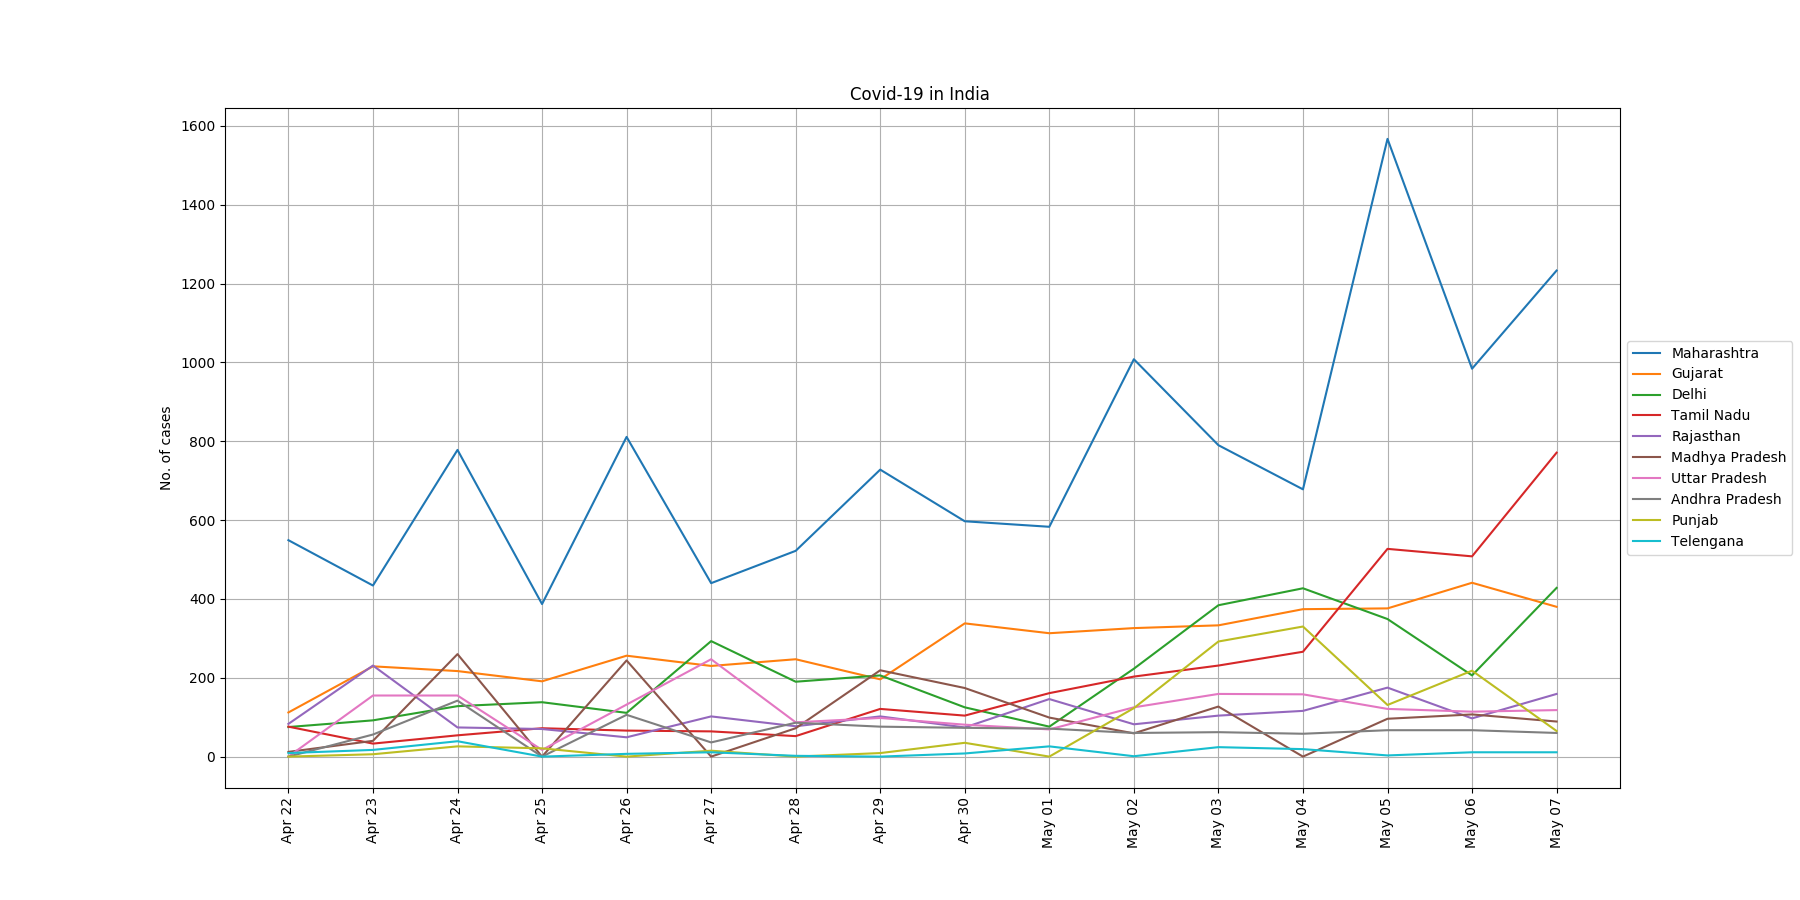 Covid-19 in India
1600
1400
1200
1000
800
600
400
200
0
No. of cases
Apr 22
Apr 23
Apr 24
Apr 25
Apr 26
Apr 27
Apr 28
Apr 29
Apr 30
May 01
May 02
May 03
May 04
May 05
May 06
May 07
Maharashtra
Gujarat
Delhi
Tamil Nadu
Rajasthan
Madhya Pradesh
Uttar Pradesh
Andhra Pradesh
Punjab
Telengana